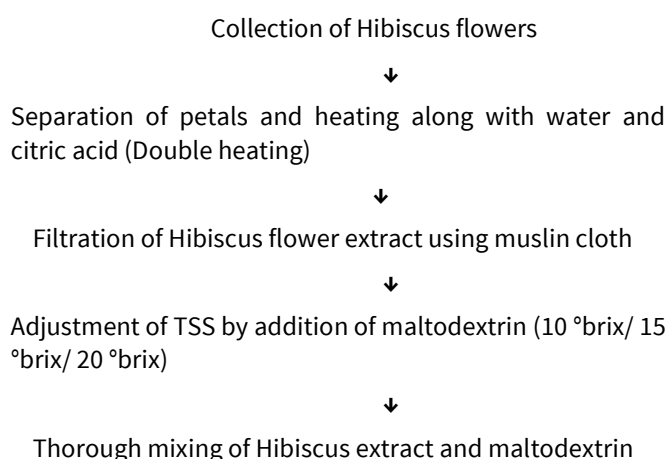 Collection of Hibiscus flowers
↓
Separation of petals and heating along with water and
citric acid (Double heating)
↓
Filtration of Hibiscus flower extract using muslin cloth
↓
Adjustment of TSS by addition of maltodextrin (10 °brix/ 15
°brix/ 20 °brix)
↓
Thorough mixing of Hibiscus extract and maltodextrin